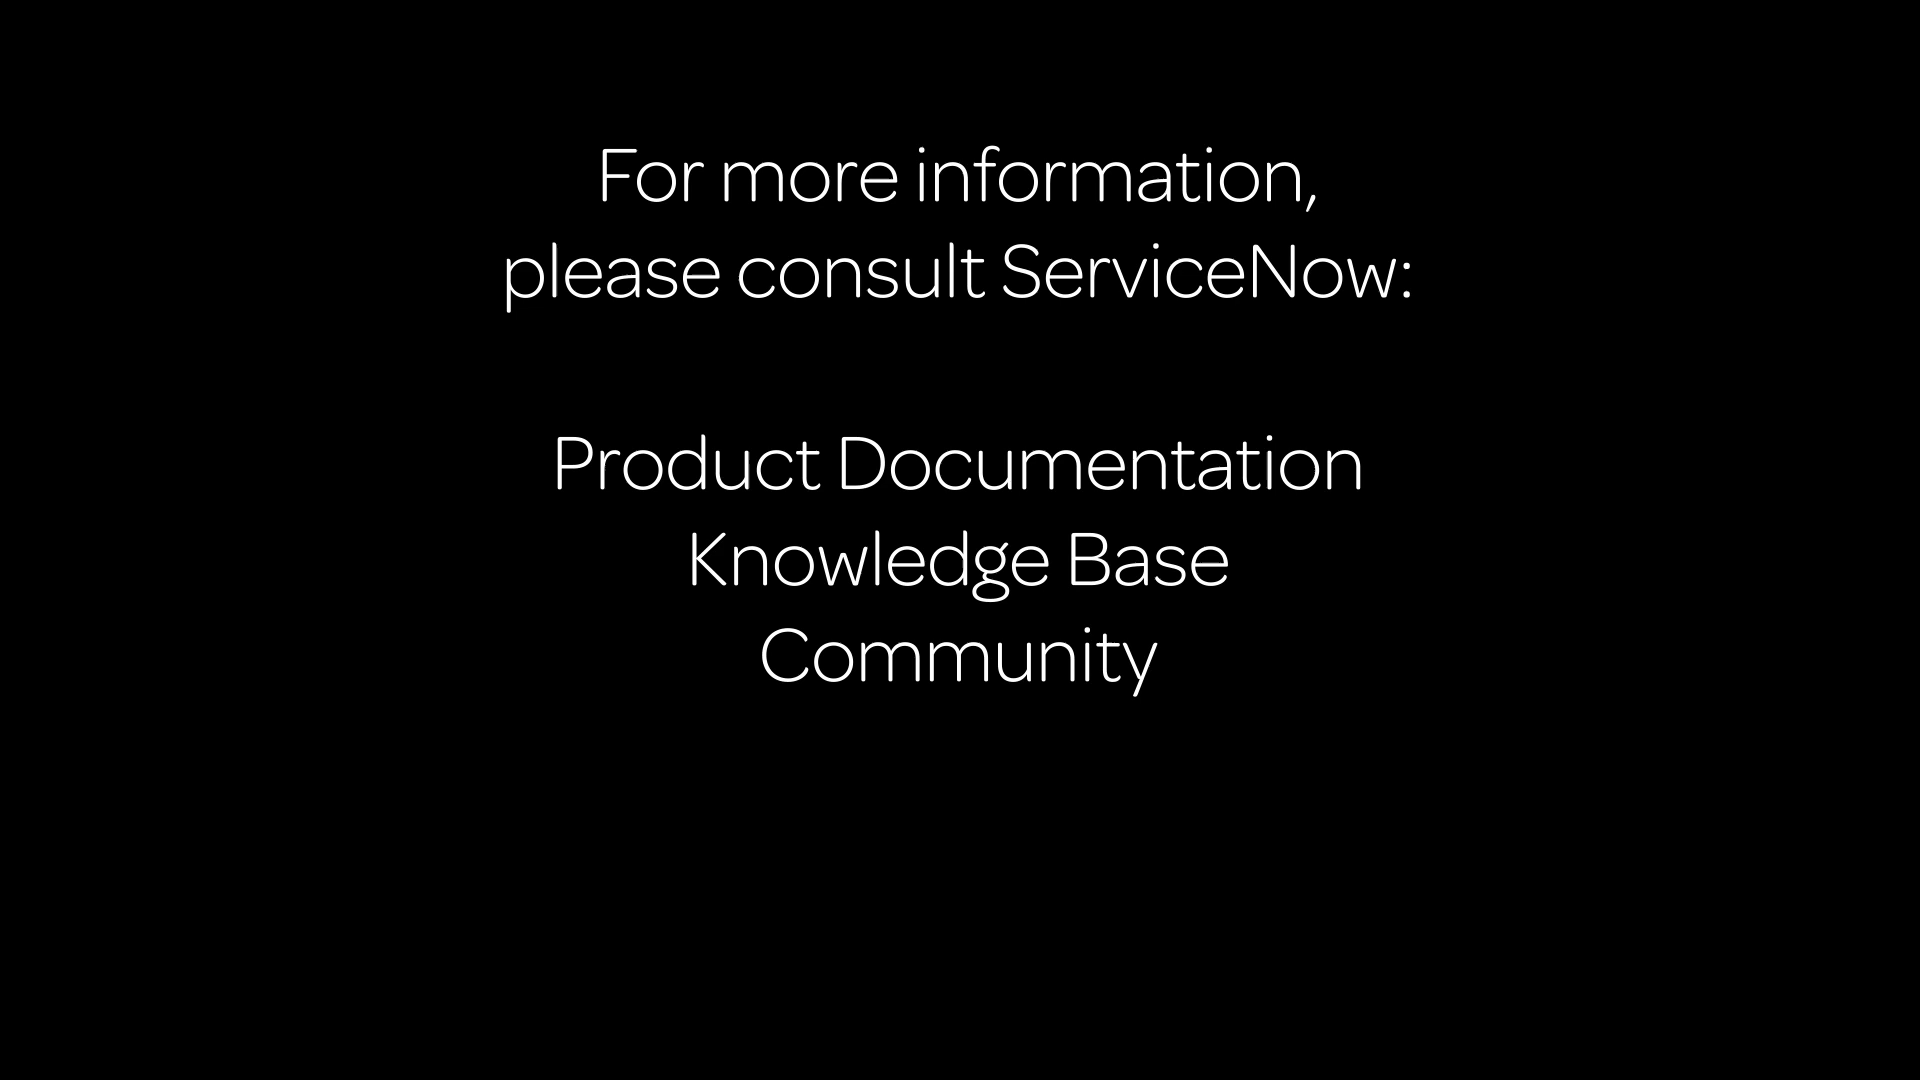 For more information,
please consult ServiceNow:
Product Documentation
Knowledge Base
Community